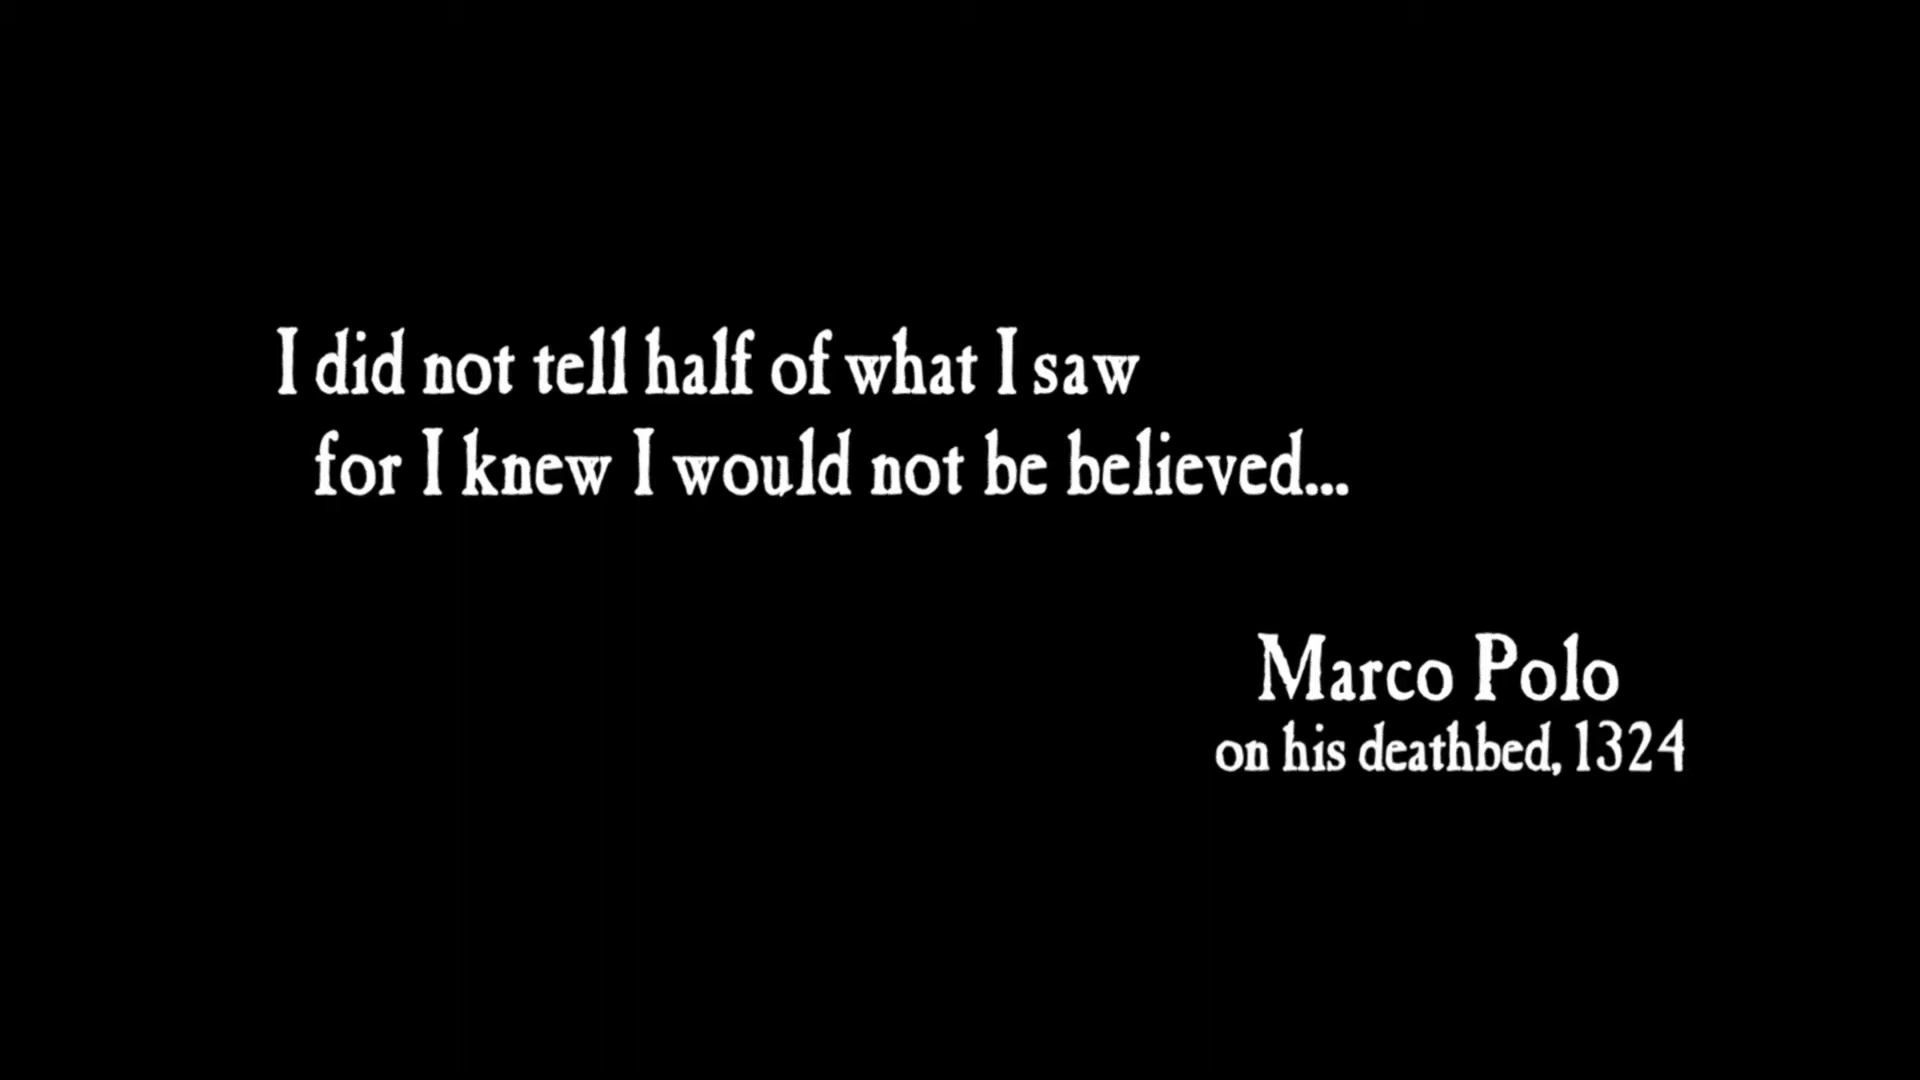 I did not tell half of what I saw
for I knew I would not be believed...
Marco Polo
on his deathbed, 1324